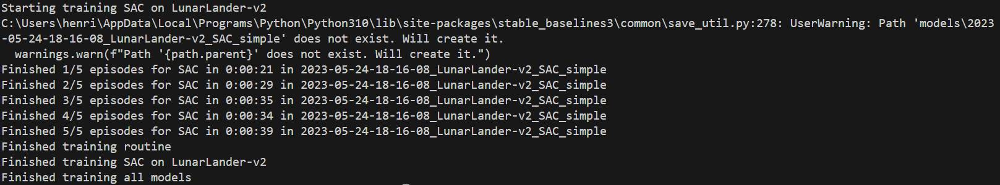 Starting training SAC on LunarLander-v2
C:\Users\henri\AppData\Local\Programs\Python\Python310\lib\site-packages\stable_baselines3\common\save_util.py:278: UserWarning: Path 'models\2023
-05-24-18-16-08_LunarLander-v2_SAC_simple' does not exist. Will create it.
  warnings.warn(f"Path '{path.parent}' does not exist. Will create it.")
Finished 1/5 episodes for SAC in 0:00:21 in 2023-05-24-18-16-08_LunarLander-v2_SAC_simple
Finished 2/5 episodes for SAC in 0:00:29 in 2023-05-24-18-16-08_LunarLander-v2_SAC_simple
Finished 3/5 episodes for SAC in 0:00:35 in 2023-05-24-18-16-08_LunarLander-v2_SAC_simple
Finished 4/5 episodes for SAC in 0:00:34 in 2023-05-24-18-16-08_LunarLander-v2_SAC_simple
Finished 5/5 episodes for SAC in 0:00:39 in 2023-05-24-18-16-08_LunarLander-v2_SAC_simple
Finished training routine
Finished training SAC on LunarLander-v2
Finished training all models